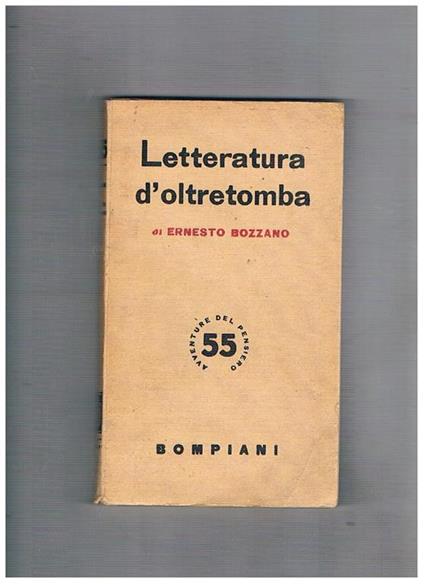 Letteratura
d'oltretomba
di ERNESTO BOZZANO
AVVENTURE DEL PENSIERO
55
BOMPIANI